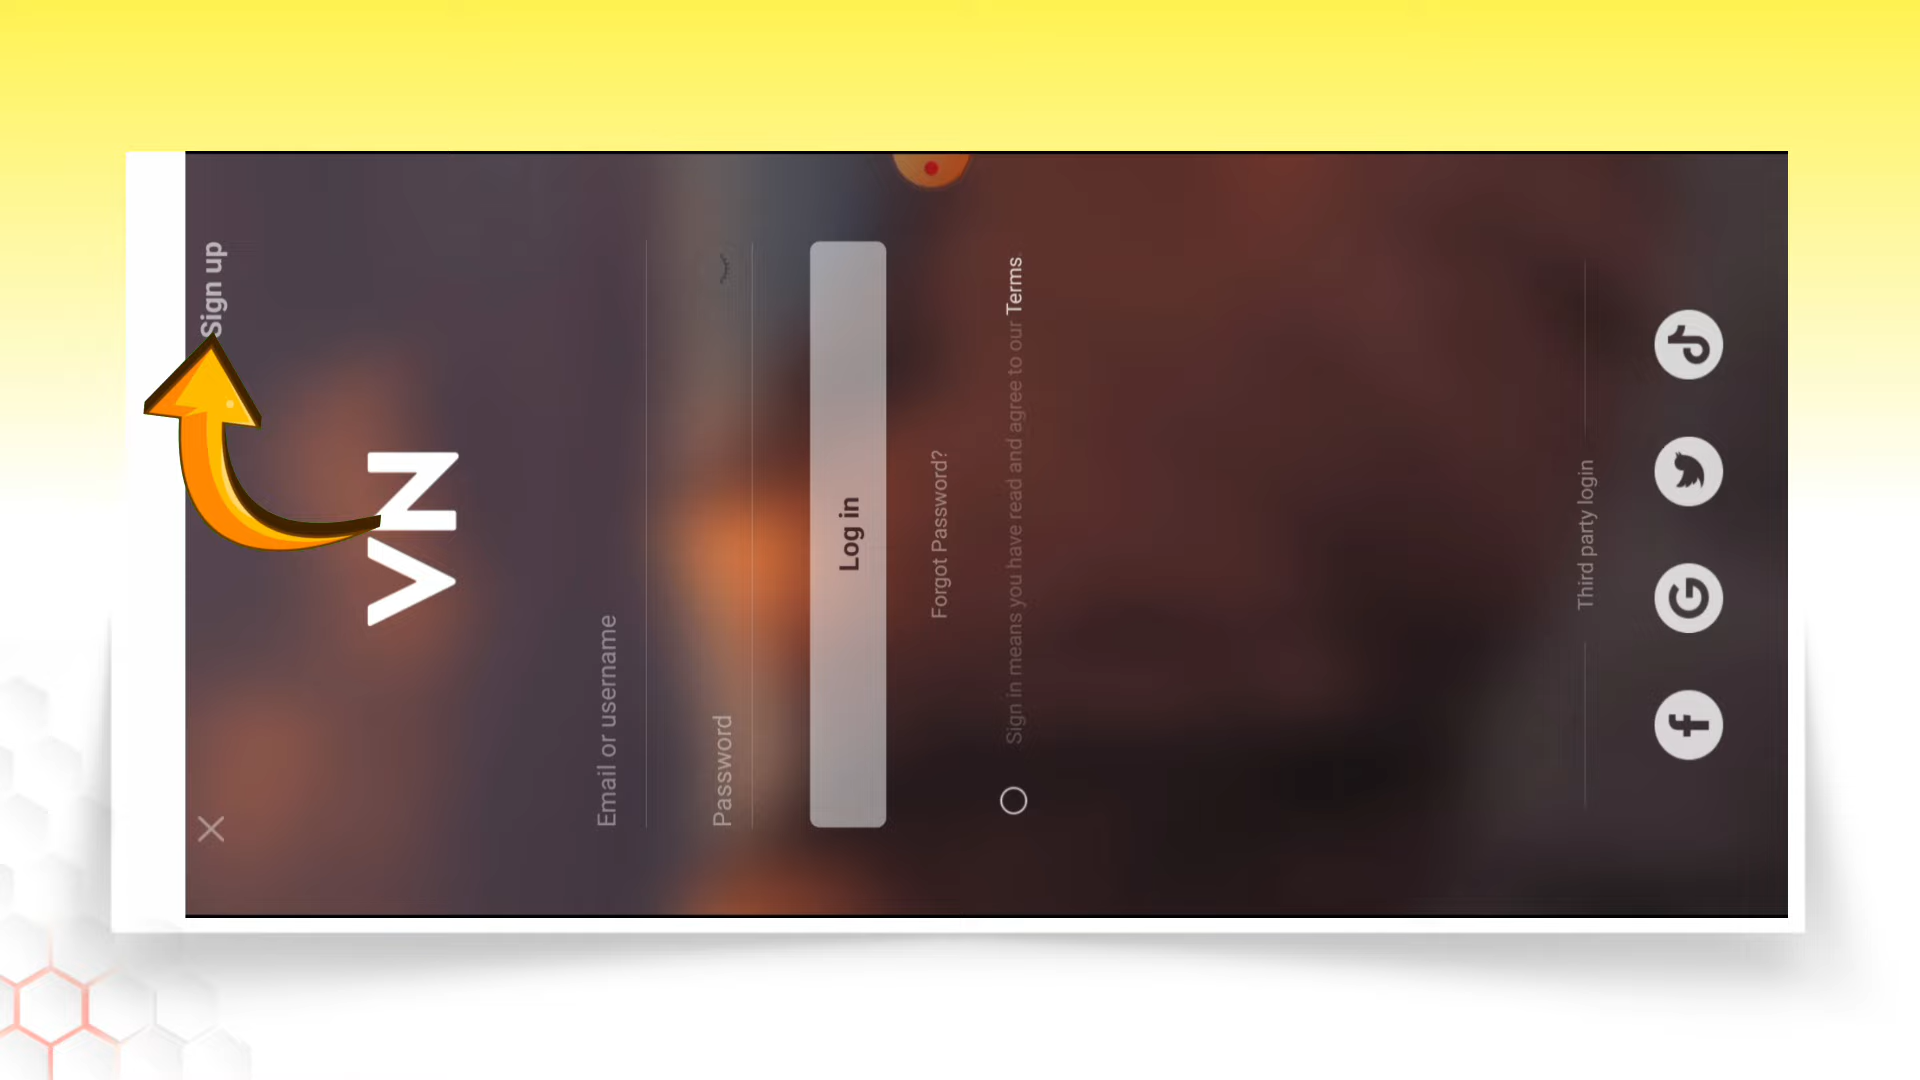 Sign up
VN
Email or username
Password
Log in
Forgot Password?
Sign in means you have read and agree to our Terms
Third party login